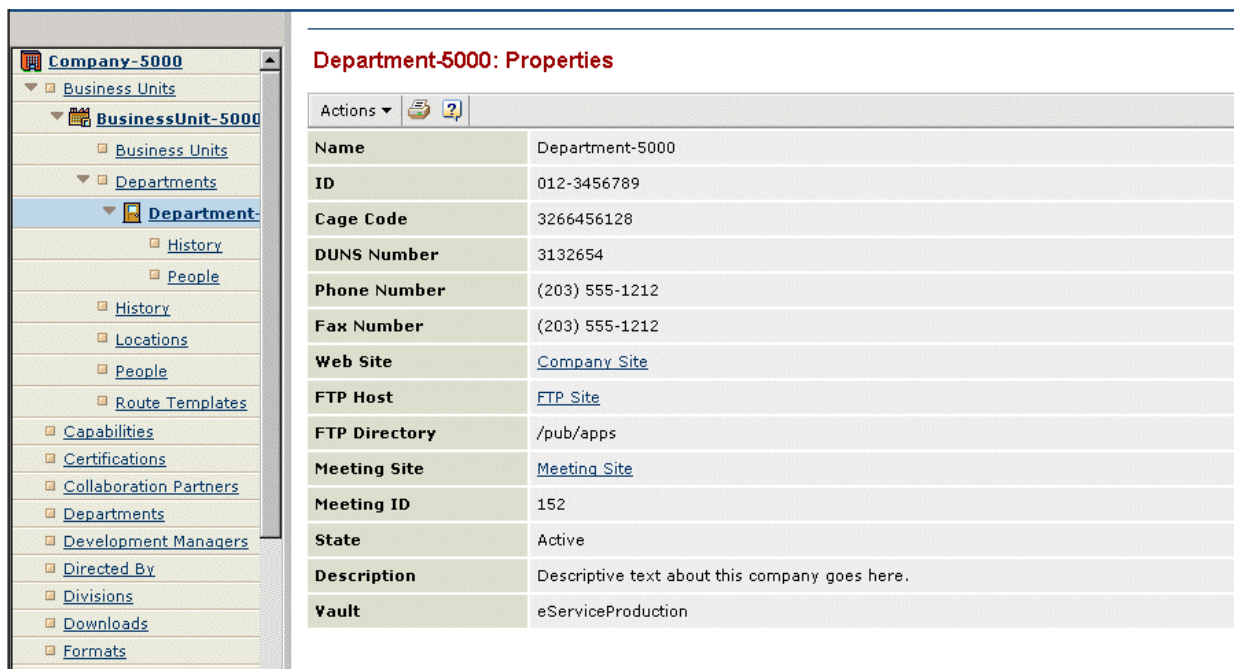 Company-5000
Business Units
BusinessUnit-5000
Business Units
Departments
Department-
History
People
History
Locations
People
Route Templates
Capabilities
Certifications
Collaboration Partners
Departments
Development Managers
Directed By
Divisions
Downloads
Formats
Department-5000: Properties
Actions
Name Department-5000
ID 012-3456789
Cage Code 3266456128
DUNS Number 3132654
Phone Number (203) 555-1212
Fax Number (203) 555-1212
Web Site Company Site
FTP Host FTP Site
FTP Directory /pub/apps
Meeting Site Meeting Site
Meeting ID 152
State Active
Description Descriptive text about this company goes here.
Vault eServiceProduction